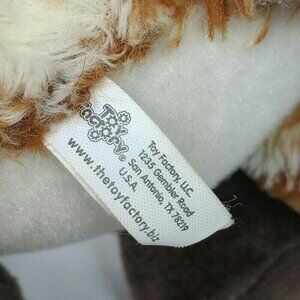 TOY
FACTORY®
Toy Factory, LLC.
1235 Gembler Road
San Antonio, TX 78219
U.S.A.
www.thetoyfactory.biz